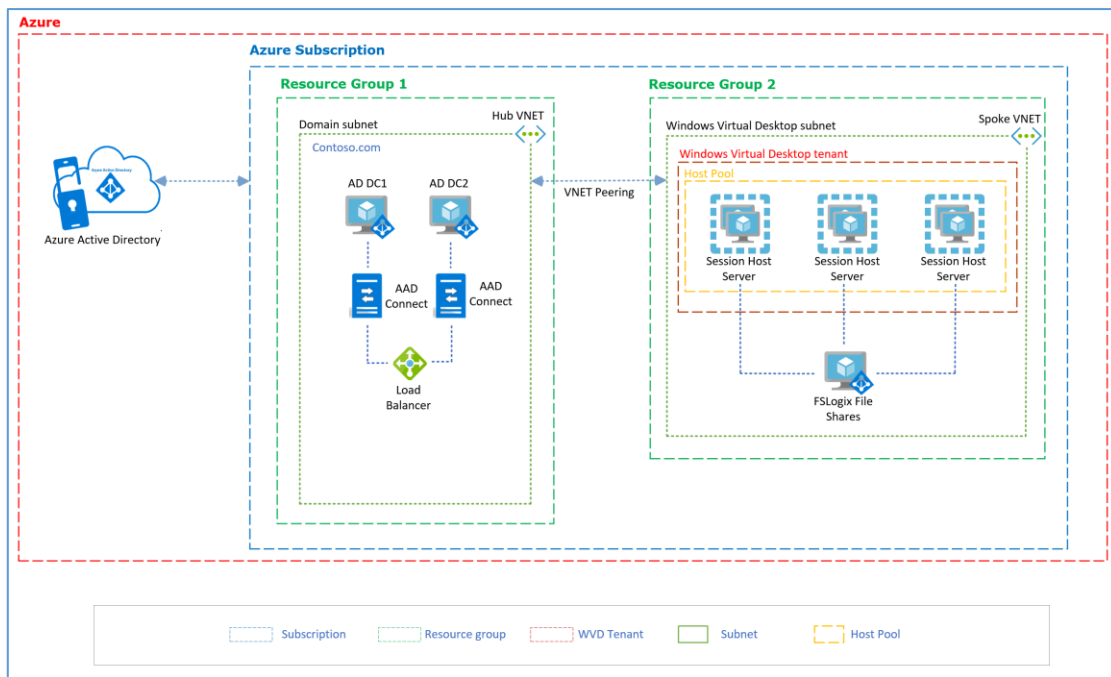 Azure
Azure Subscription
Resource Group 1
Resource Group 2
Hub VNET
Spoke VNET
Domain subnet
Windows Virtual Desktop subnet
Contoso.com
Windows Virtual Desktop tenant
Host Pool
Azure Active Directory
AD DC1
AD DC2
VNET Peering
Azure Active Directory
Session Host
Server
Session Host
Server
Session Host
Server
AAD
Connect
AAD
Connect
Load
Balancer
FSLogix File
Shares
Subscription
Resource group
WVD Tenant
Subnet
Host Pool